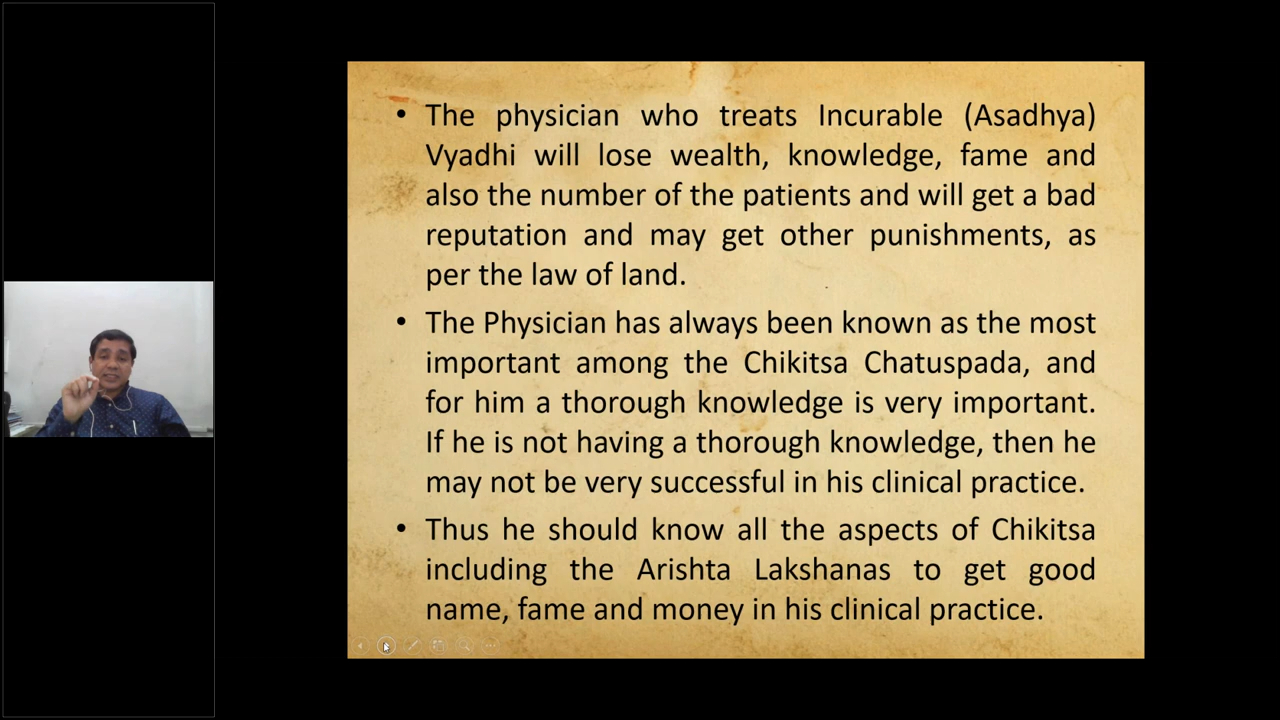 • The physician who treats Incurable (Asadhya)
Vyadhi will lose wealth, knowledge, fame and
also the number of the patients and will get a bad
reputation and may get other punishments, as
per the law of land.
• The Physician has always been known as the most
important among the Chikitsa Chatuspada, and
for him a thorough knowledge is very important.
If he is not having a thorough knowledge, then he
may not be very successful in his clinical practice.
• Thus he should know all the aspects of Chikitsa
including the Arishta Lakshanas to get good
name, fame and money in his clinical practice.